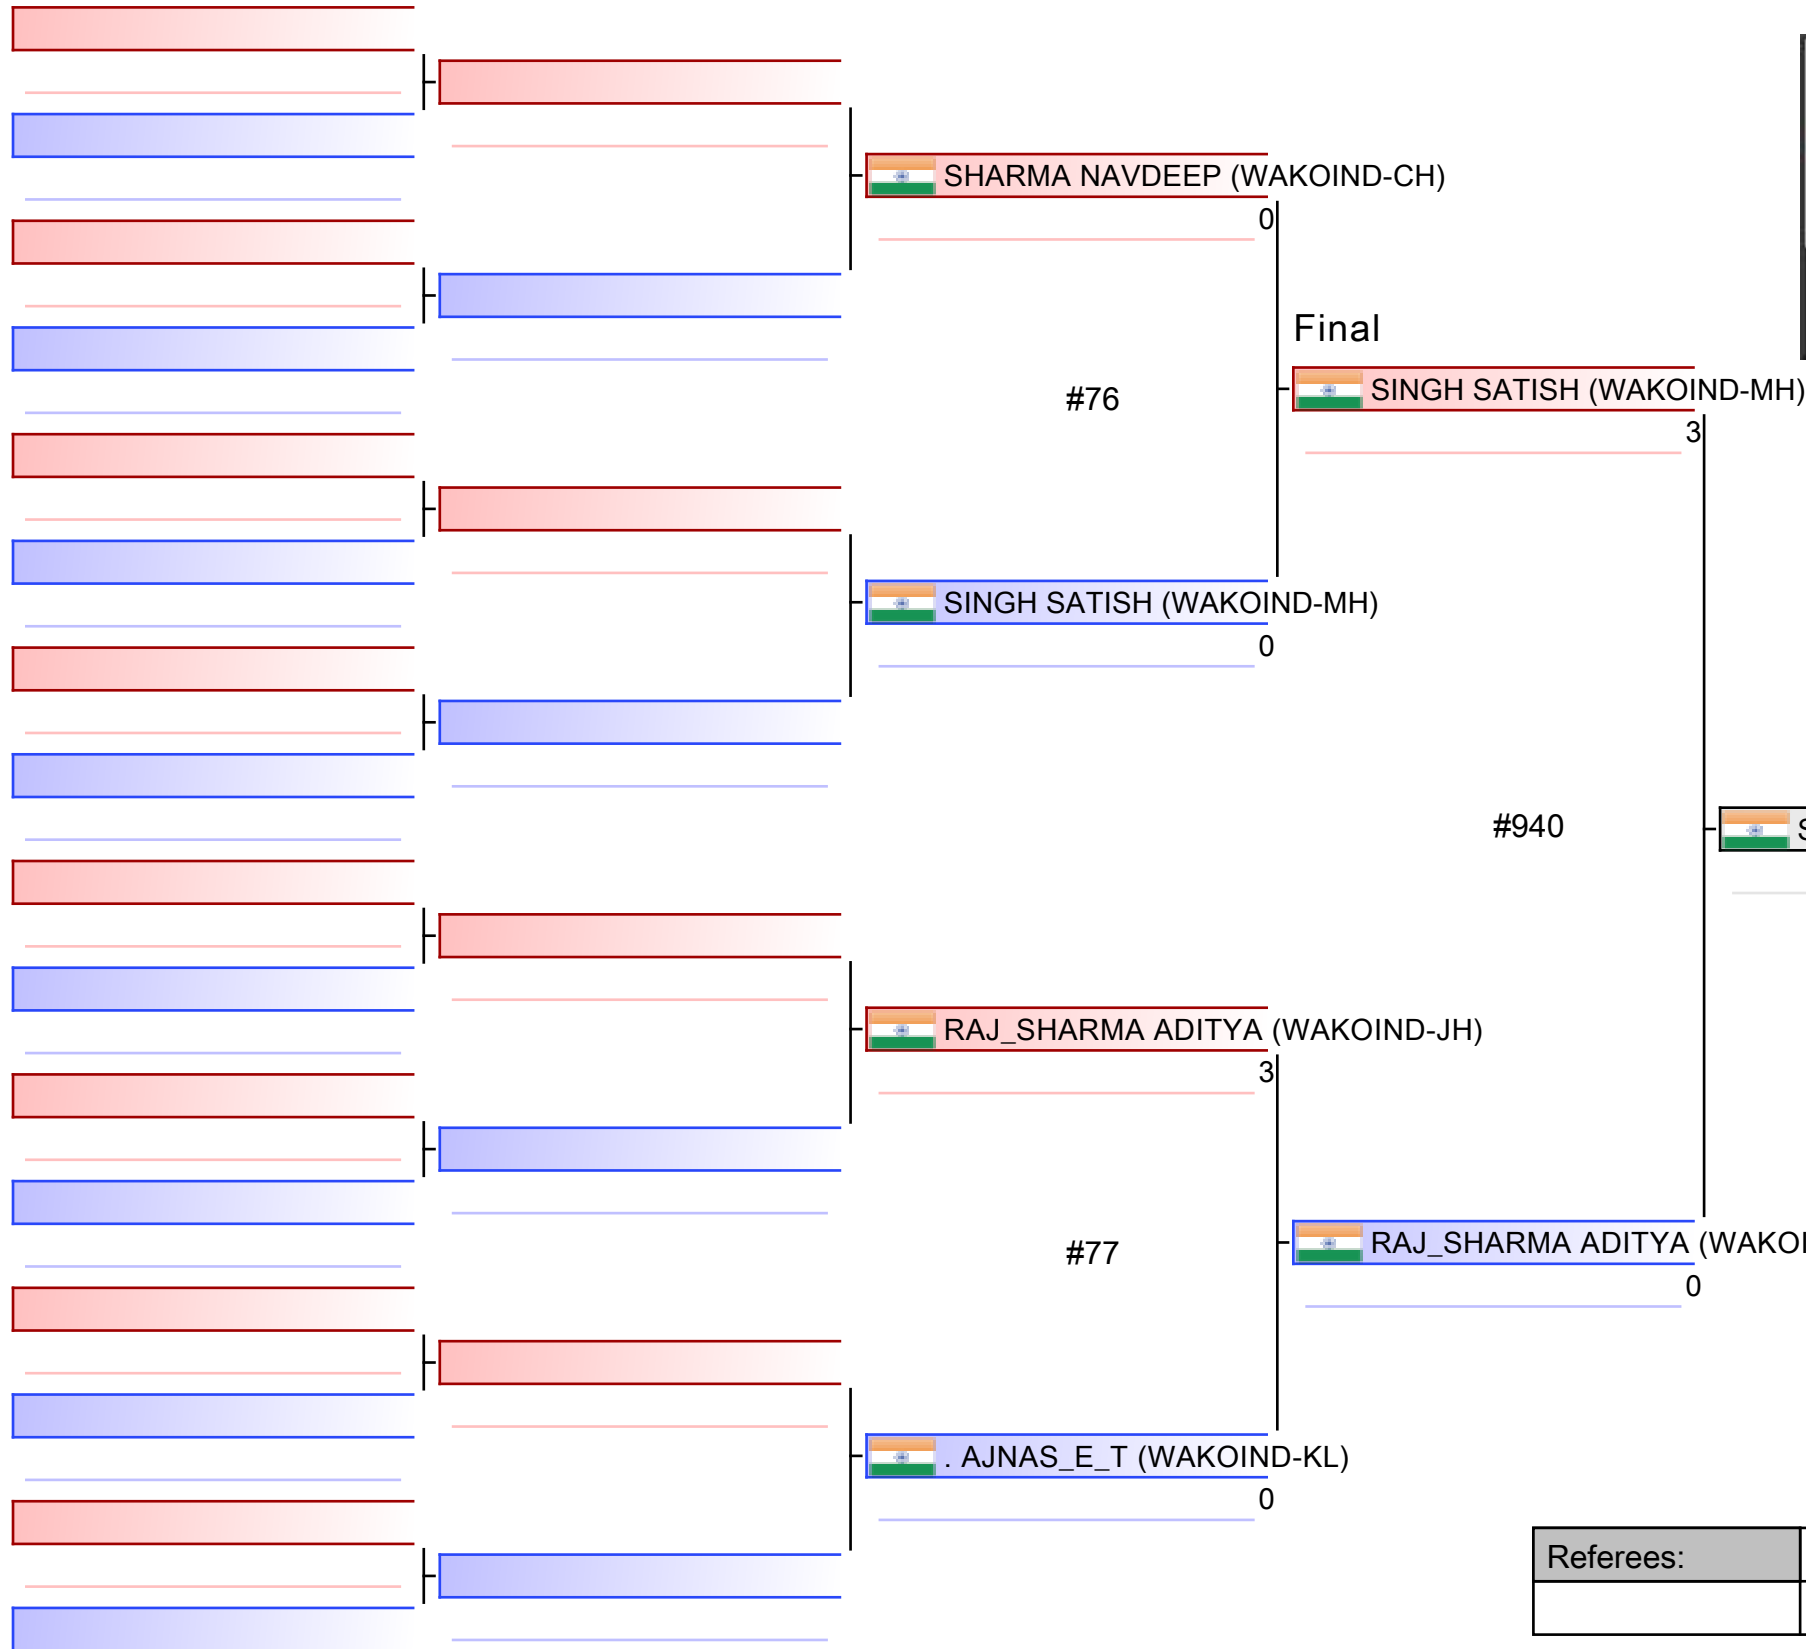 SHARMA NAVDEEP (WAKOIND-CH)
0
Final
#76
SINGH SATISH (WAKOIND-MH)
3
SINGH SATISH (WAKOIND-MH)
0
#940
S
RAJ_SHARMA ADITYA (WAKOIND-JH)
3
#77
RAJ_SHARMA ADITYA (WAKOI
0
. AJNAS_E_T (WAKOIND-KL)
0
Referees: